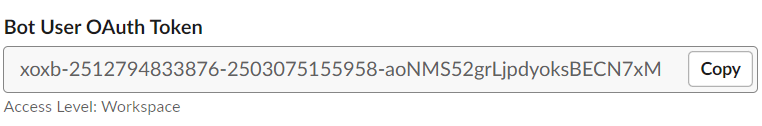 Bot User OAuth Token
xoxb-2512794833876-2503075155958-aoNMS52grLjpdyoksBECN7xM
Copy
Access Level: Workspace